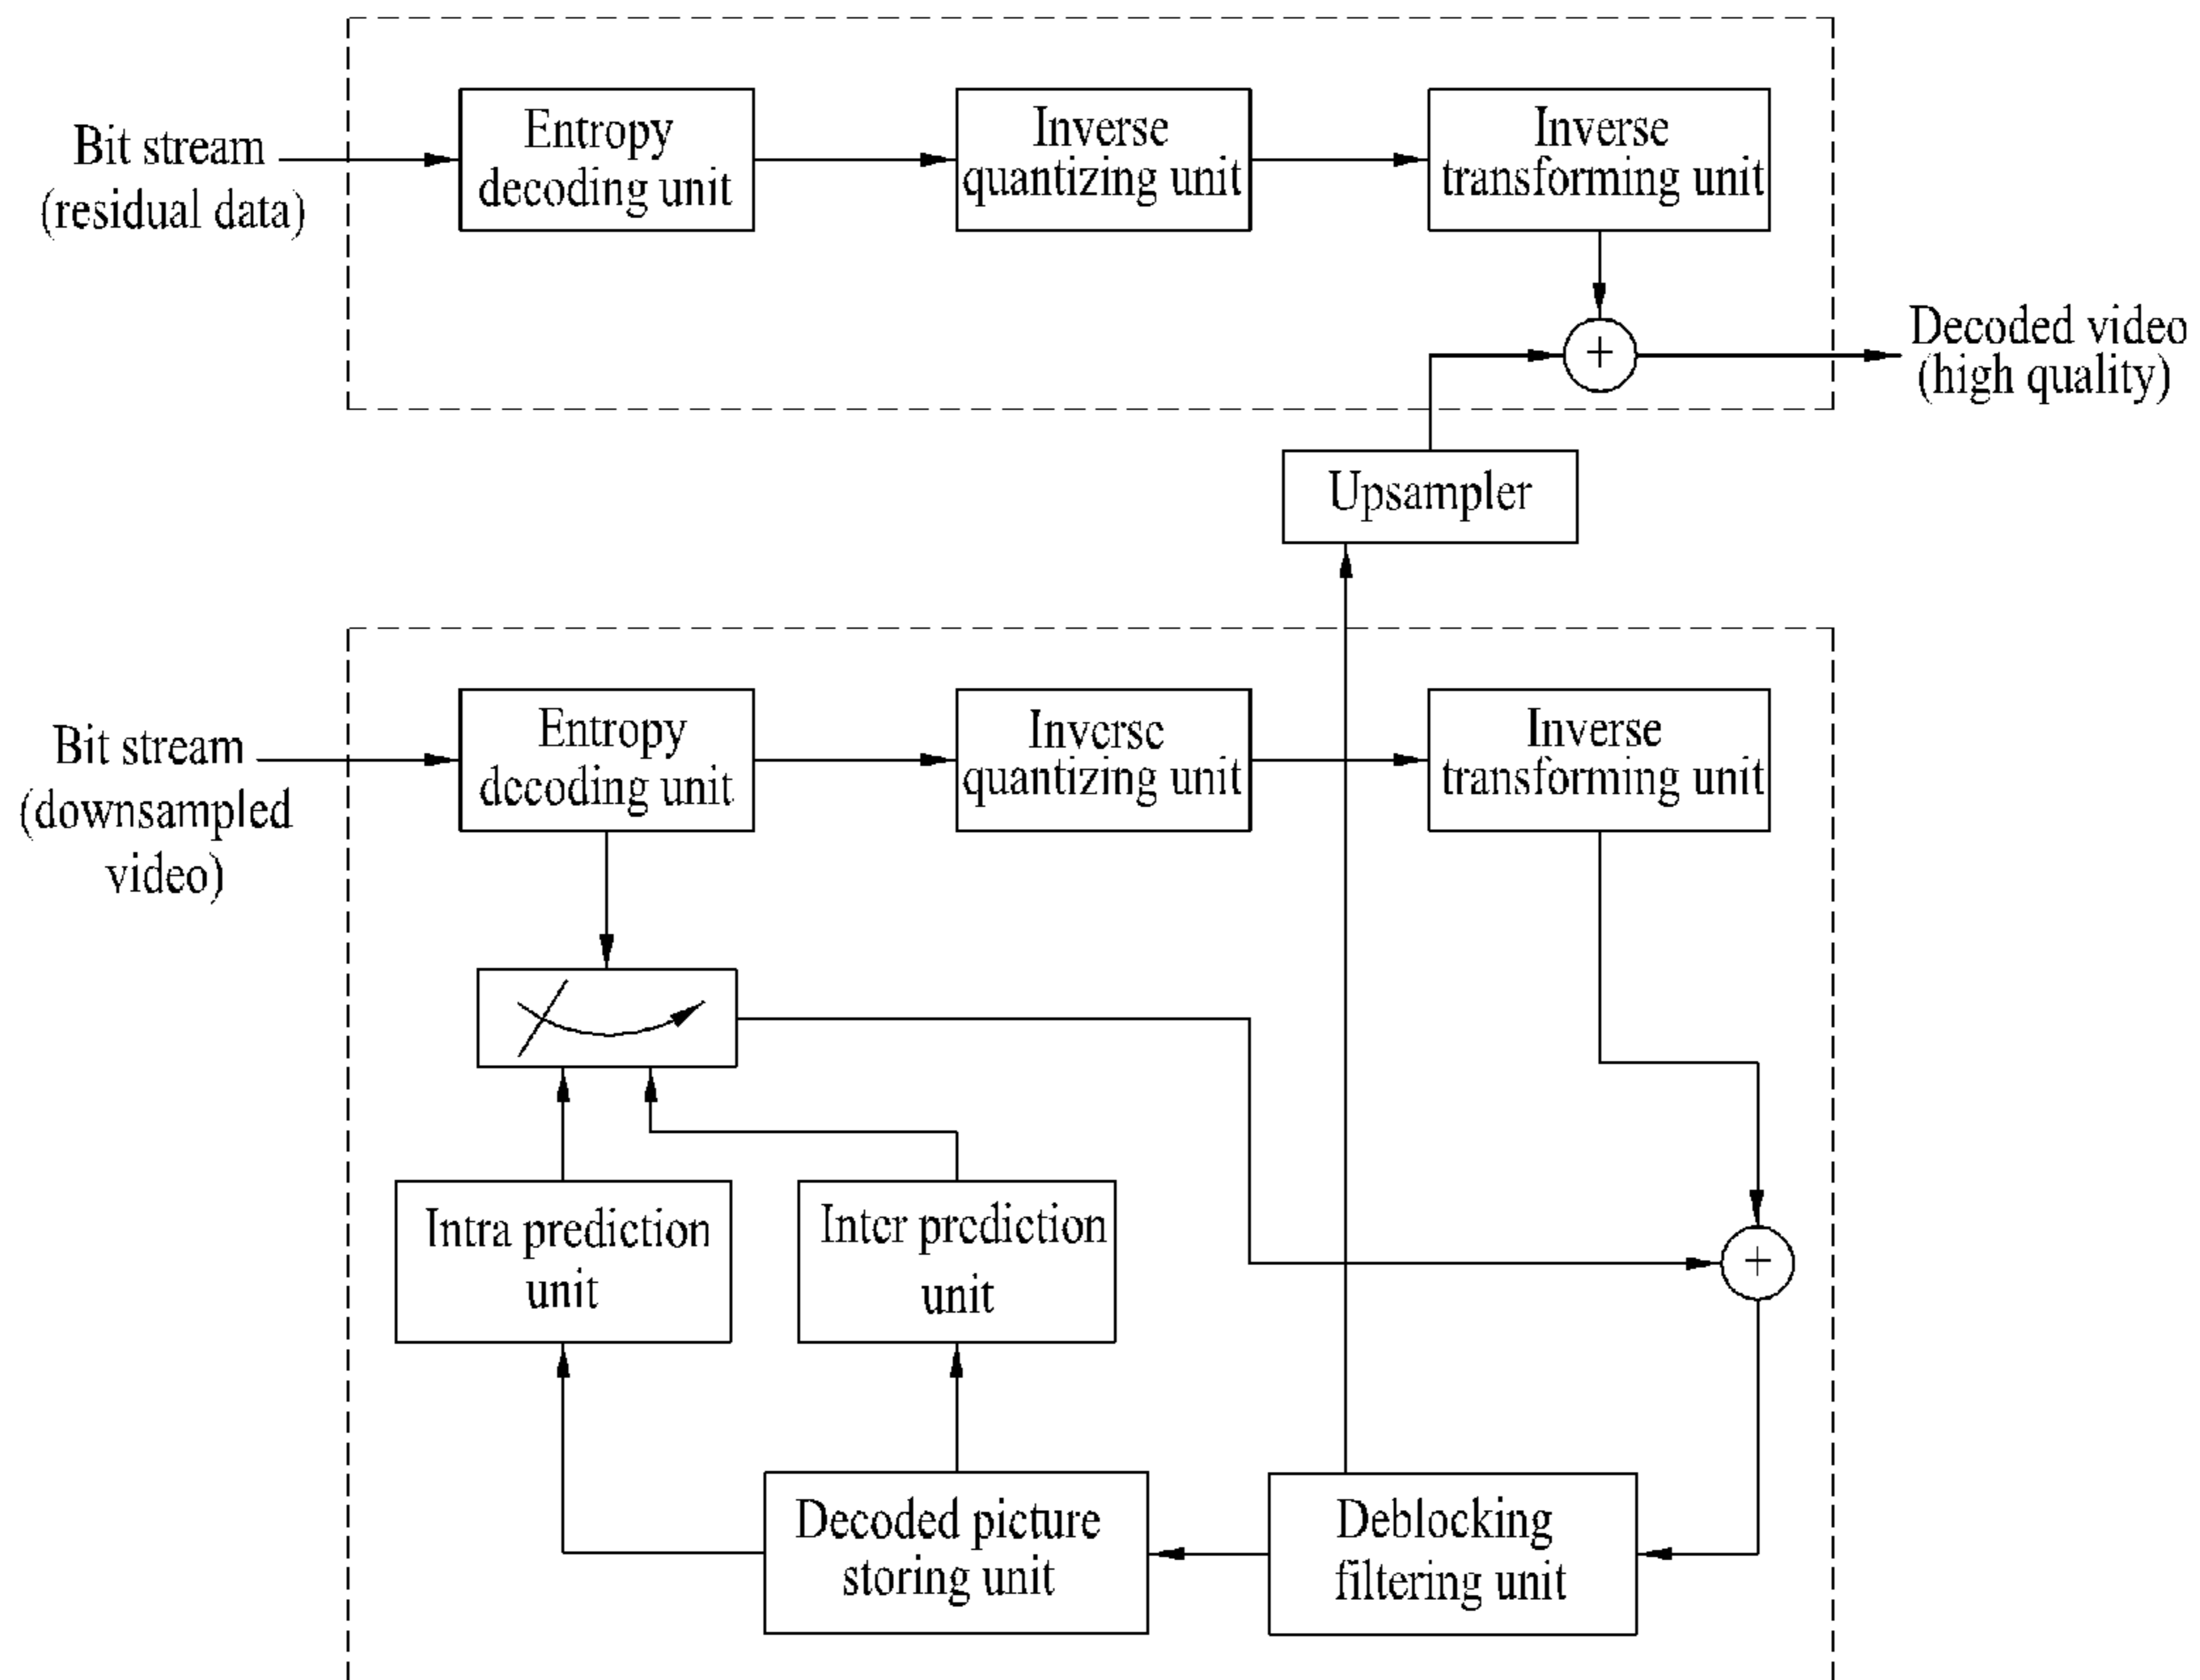 Bit stream
(residual data)
Entropy
decoding unit
Inverse
quantizing unit
Inverse
transforming unit
+
Decoded video
(high quality)
Upsampler
Bit stream
(downsampled
video)
Entropy
decoding unit
Inverse
quantizing unit
Inverse
transforming unit
Intra prediction
unit
Inter prediction
unit
+
Decoded picture
storing unit
Deblocking
filtering unit